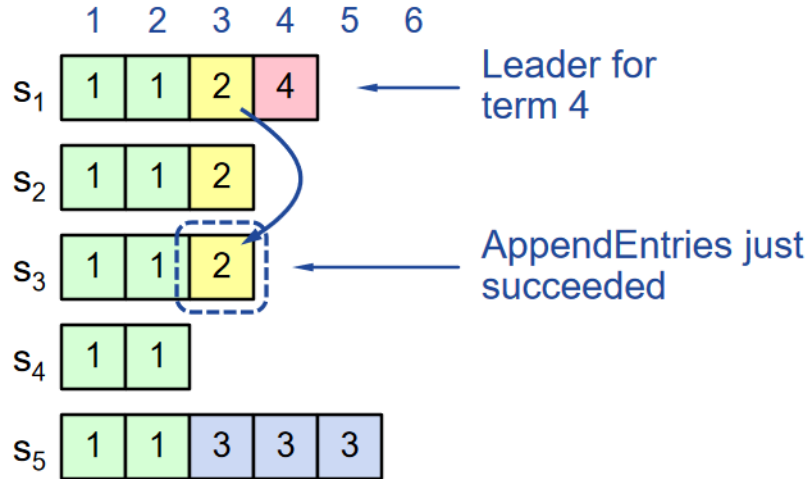 1 2 3 4 5 6
s1 1 1 2 4 Leader for
term 4
s2 1 1 2
s3 1 1 2 AppendEntries just
succeeded
s4 1 1
s5 1 1 3 3 3